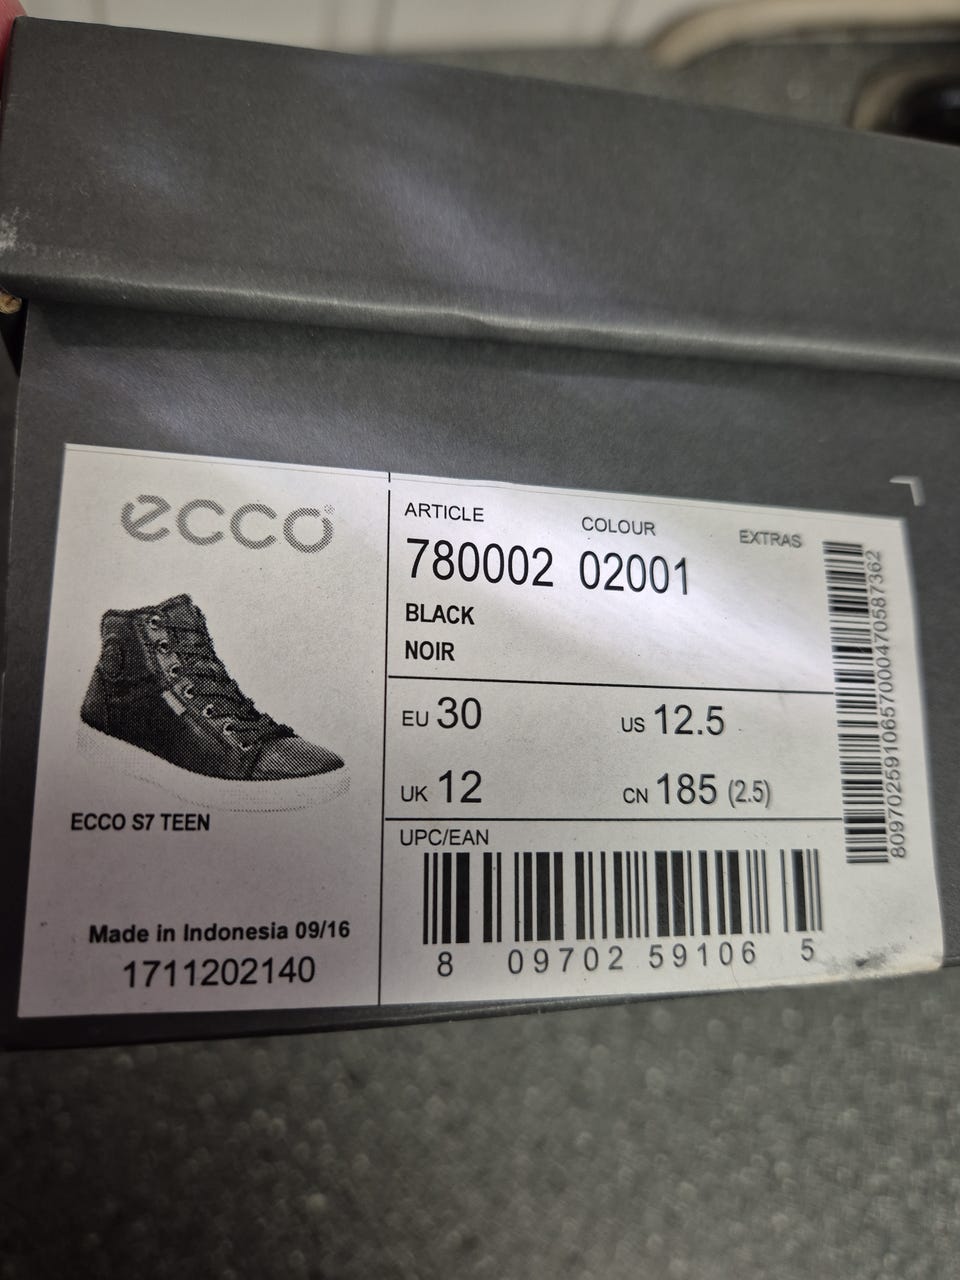 ecco
ECCO S7 TEEN
Made in Indonesia 09/16
1711202140
ARTICLE COLOUR EXTRAS
780002 02001
BLACK
NOIR
EU 30 US 12.5
UK 12 CN 185 (2.5)
UPC/EAN
8 09702 59106 5
8097025910657000470587362